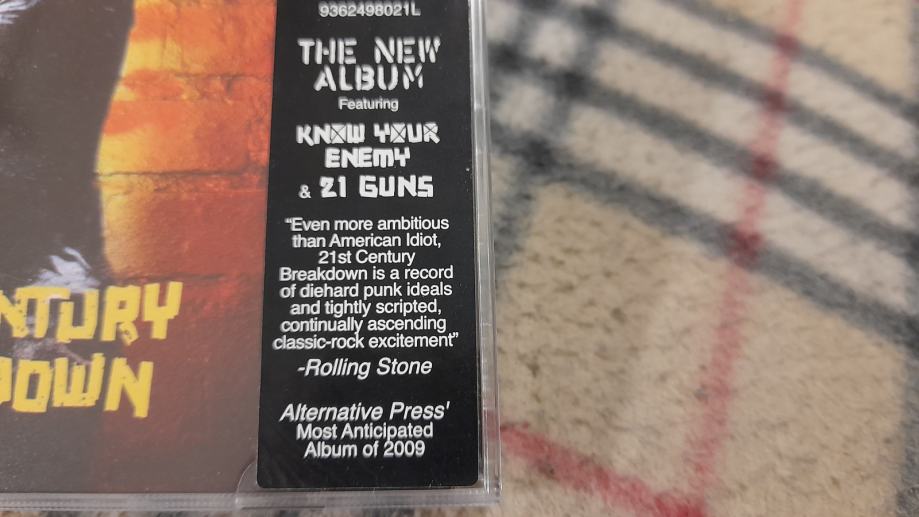 9362498021L
THE NEW
ALBUM
Featuring
KNOW YOUR
ENEMY
& 21 GUNS
"Even more ambitious
than American Idiot,
21st Century
Breakdown is a record
of diehard punk ideals
and tightly scripted,
continually ascending
classic-rock excitement"
-Rolling Stone
Alternative Press'
Most Anticipated
Album of 2009
NTURY
DOWN